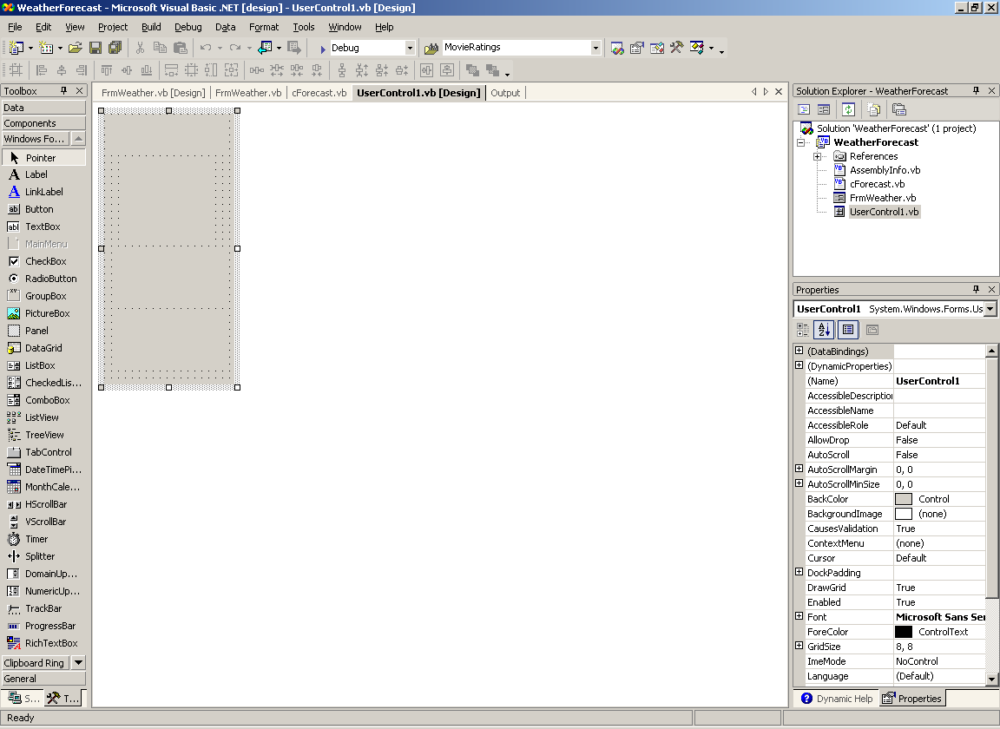 WeatherForecast - Microsoft Visual Basic .NET [design] - UserControl1.vb [Design]
File Edit View Project Build Debug Data Format Tools Window Help
Debug MovieRatings
Toolbox
Data
Components
Windows Fo...
Pointer
Label
LinkLabel
Button
TextBox
MainMenu
CheckBox
RadioButton
GroupBox
PictureBox
Panel
DataGrid
ListBox
CheckedLis...
ComboBox
ListView
TreeView
TabControl
DateTimePi...
MonthCale...
HScrollBar
VScrollBar
Timer
Splitter
DomainUp...
NumericUp...
TrackBar
ProgressBar
RichTextBox
Clipboard Ring
General
S... T...
FrmWeather.vb [Design] FrmWeather.vb cForecast.vb UserControl1.vb [Design] Output
Solution Explorer - WeatherForecast
Solution 'WeatherForecast' (1 project)
WeatherForecast
References
AssemblyInfo.vb
cForecast.vb
FrmWeather.vb
UserControl1.vb
Properties
UserControl1 System.Windows.Forms.Us
(DataBindings)
(DynamicProperties)
(Name) UserControl1
AccessibleDescription
AccessibleName
AccessibleRole Default
AllowDrop False
AutoScroll False
AutoScrollMargin 0, 0
AutoScrollMinSize 0, 0
BackColor Control
BackgroundImage (none)
CausesValidation True
ContextMenu (none)
Cursor Default
DockPadding
DrawGrid True
Enabled True
Font Microsoft Sans Ser
ForeColor ControlText
GridSize 8, 8
ImeMode NoControl
Language (Default)
Dynamic Help Properties
Ready